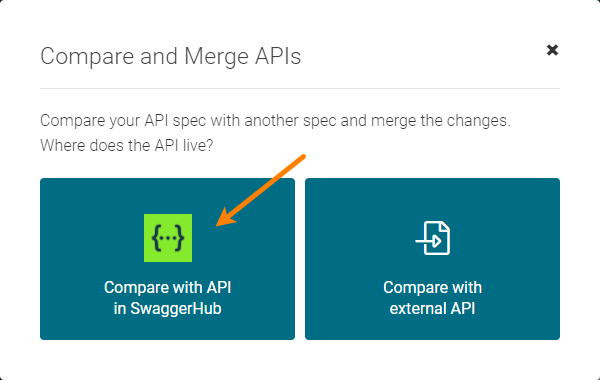 Compare and Merge APIs
Compare your API spec with another spec and merge the changes.
Where does the API live?
{···}
Compare with API
in SwaggerHub
Compare with
external API